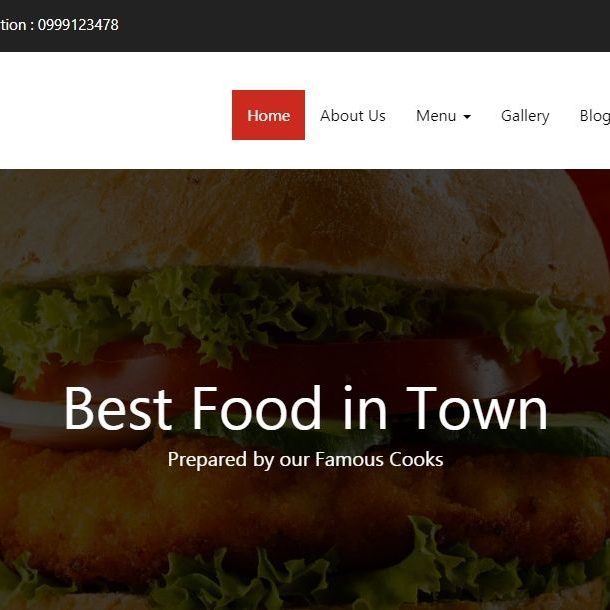 tion : 0999123478
Home About Us Menu Gallery Blog
Best Food in Town
Prepared by our Famous Cooks